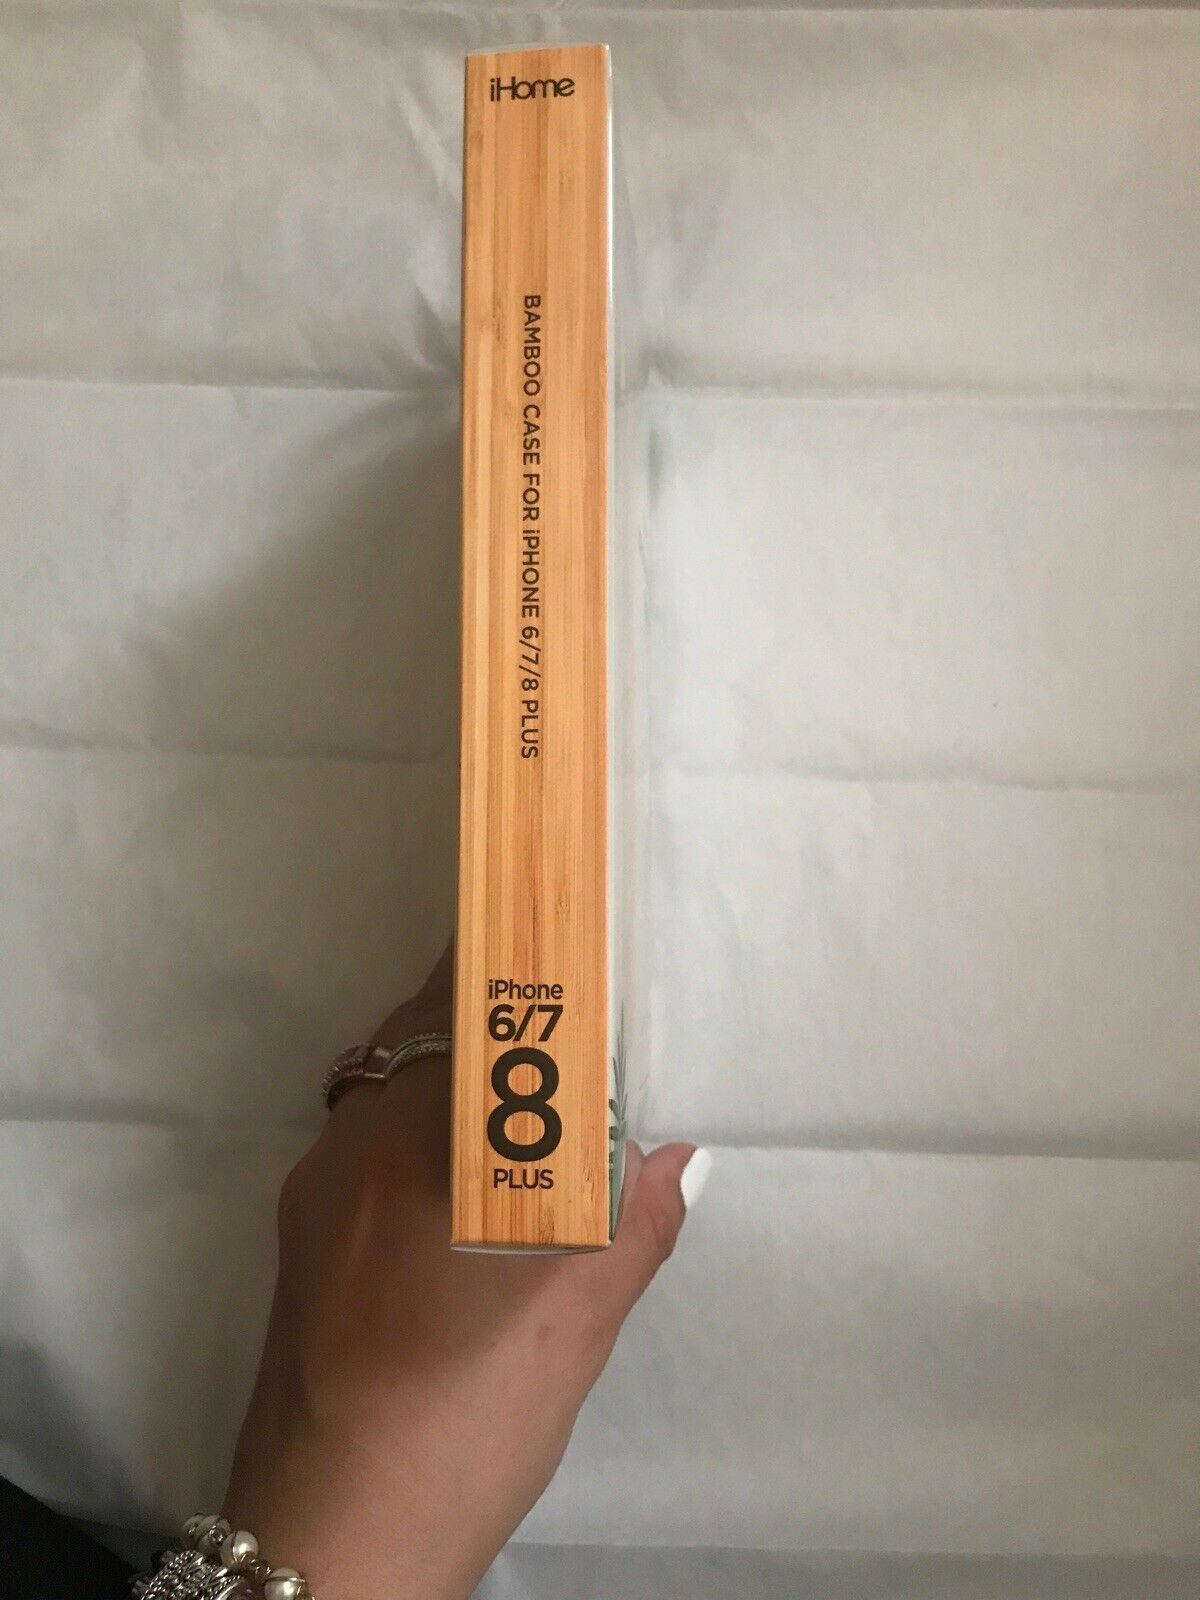 iHome
BAMBOO CASE FOR iPHONE 6/7/8 PLUS
iPhone
6/7
8
PLUS